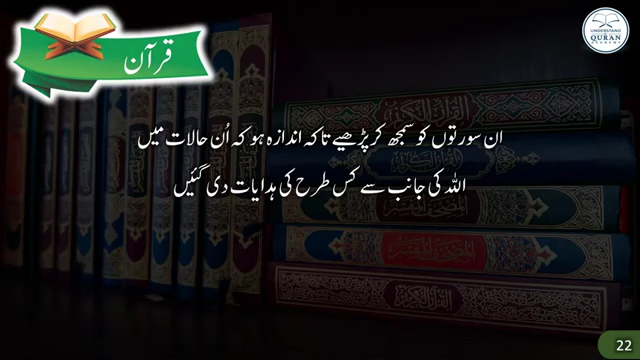 قرآن
UNDERSTAND
QURAN
ACADEMY
ان سورتوں کو سمجھ کر پڑھیے تاکہ اندازہ ہو کہ اُن حالات میں
اللہ کی جانب سے کس طرح کی ہدایات دی گئیں
22